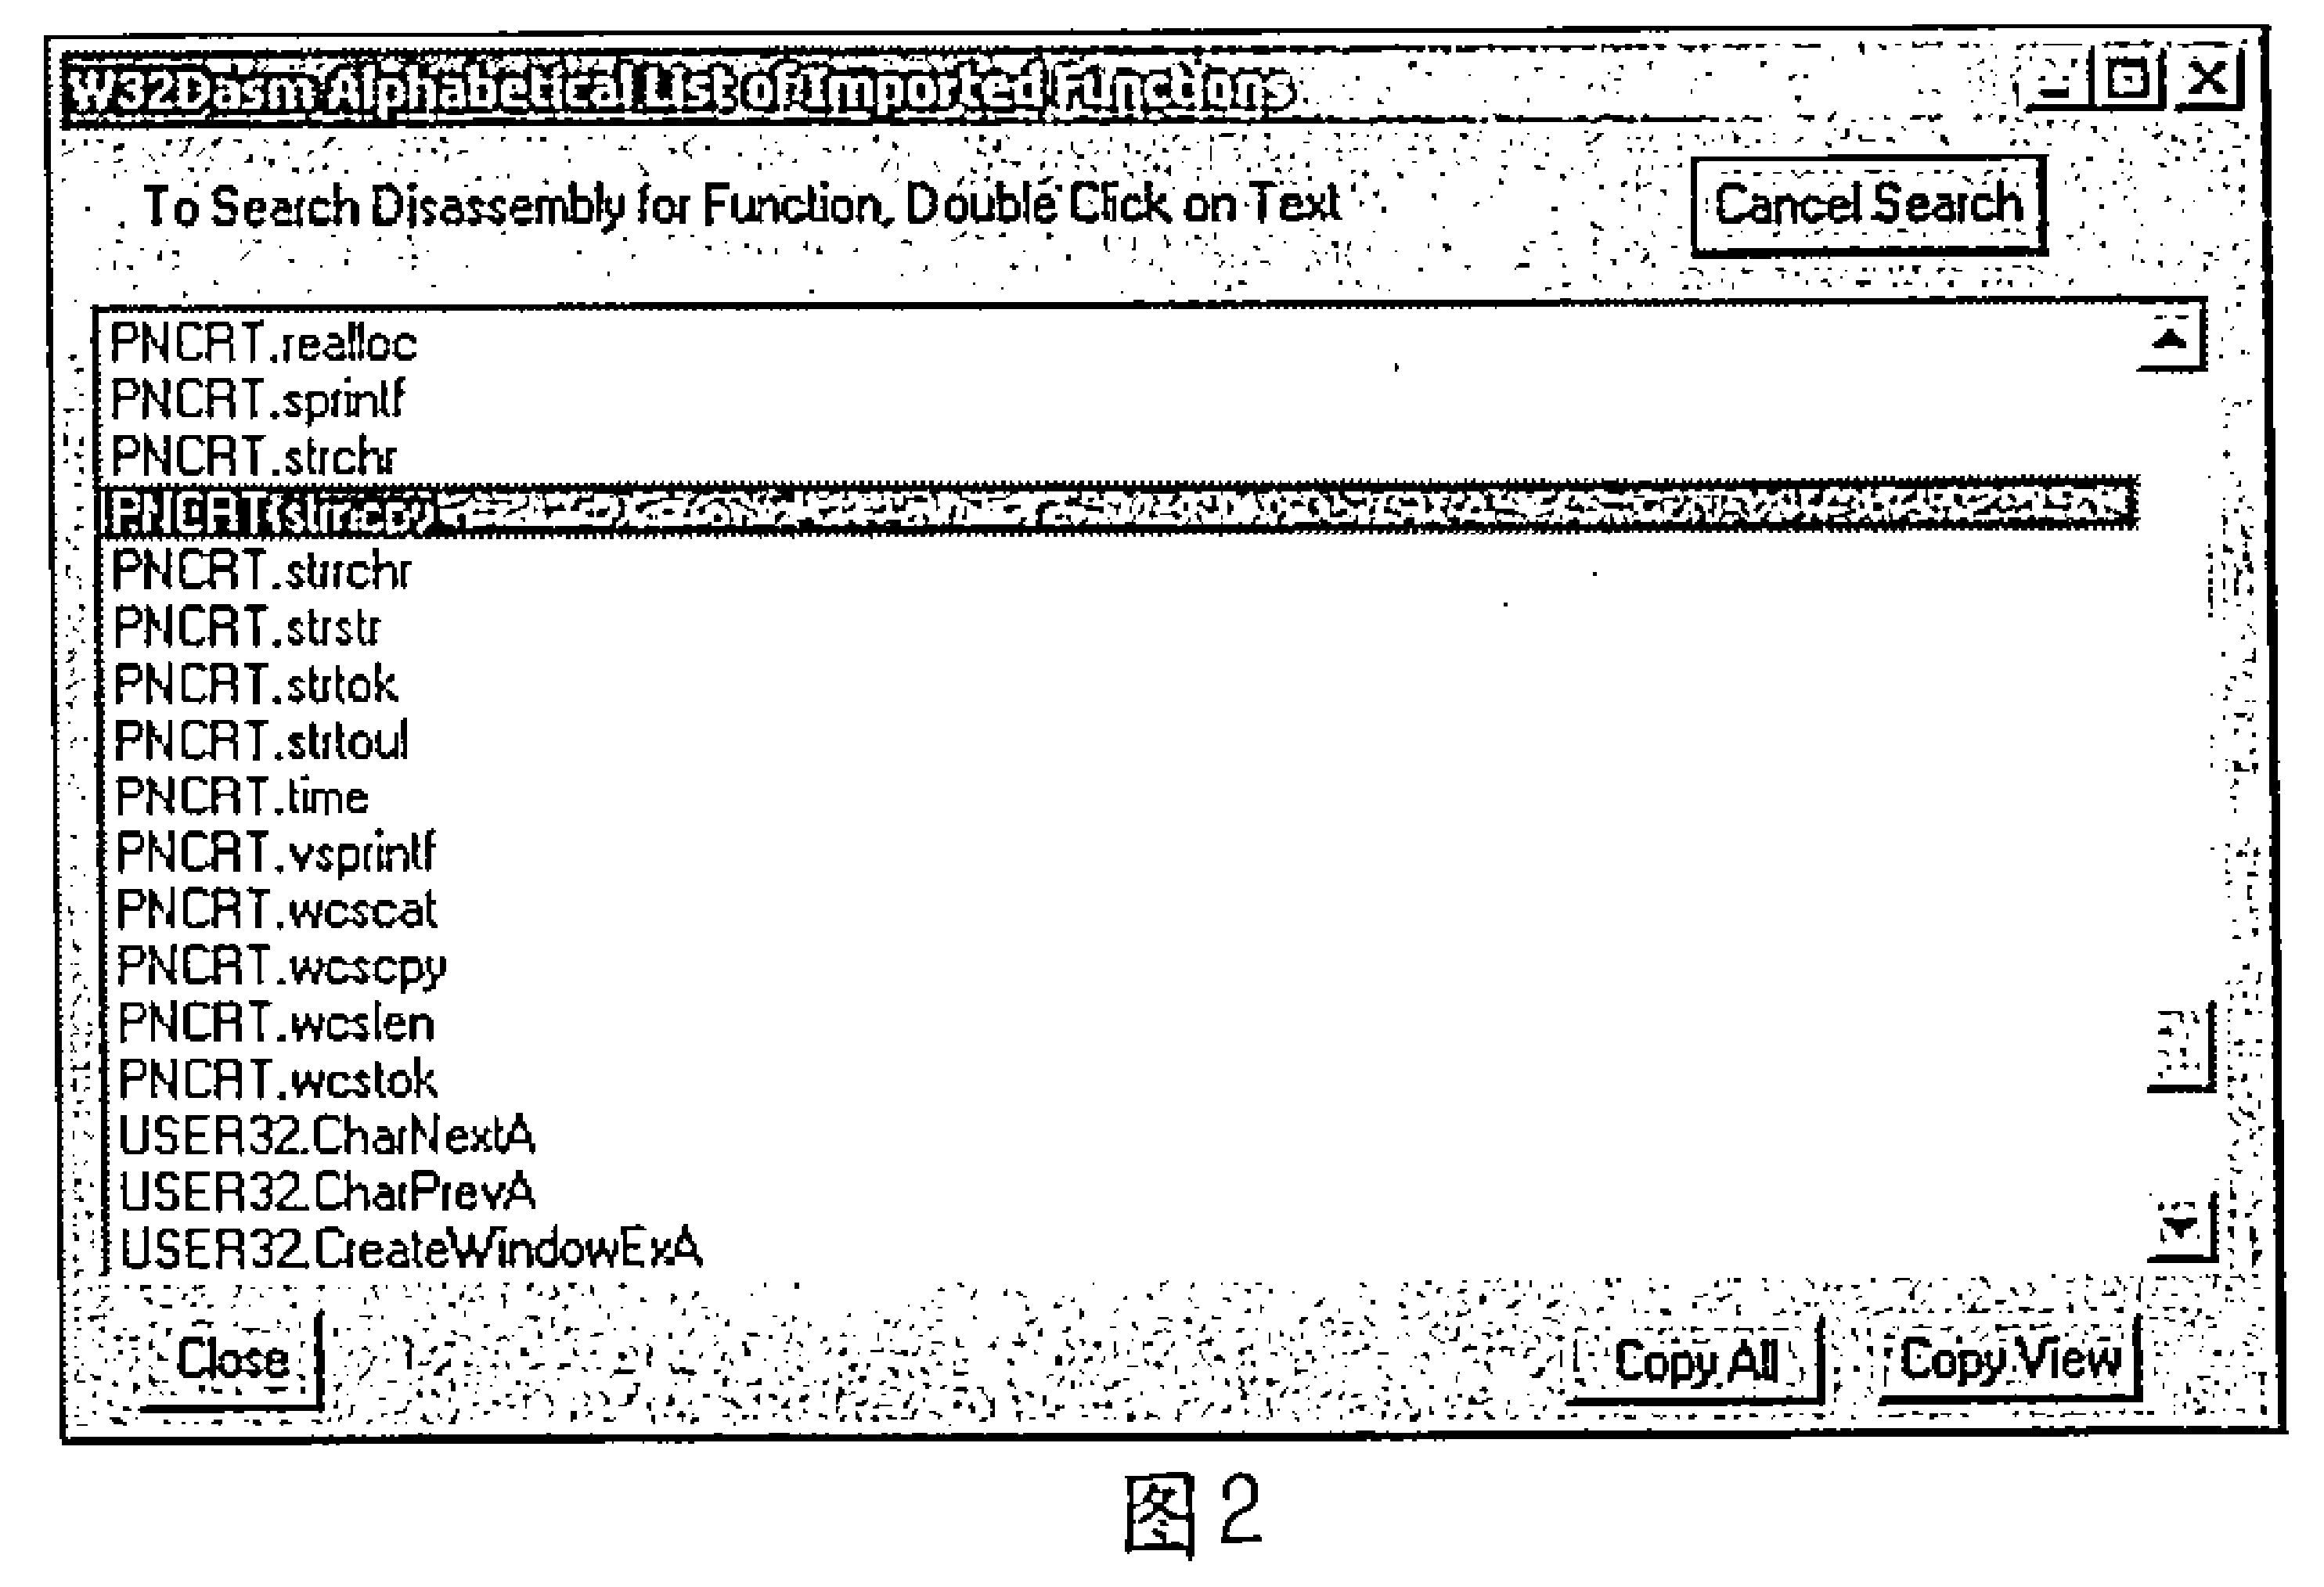 W32Dasm Alphabetical List of Imported Functions
To Search Disassembly for Function, Double Click on Text
Cancel Search
PNCRT.realloc
PNCRT.sprintf
PNCRT.strchr
PNCRT.strncpy
PNCRT.strrchr
PNCRT.strstr
PNCRT.strtok
PNCRT.strtoul
PNCRT.time
PNCRT.vsprintf
PNCRT.wcscat
PNCRT.wcscpy
PNCRT.wcslen
PNCRT.wcstok
USER32.CharNextA
USER32.CharPrevA
USER32.CreateWindowExA
Close
Copy All
Copy View
图2